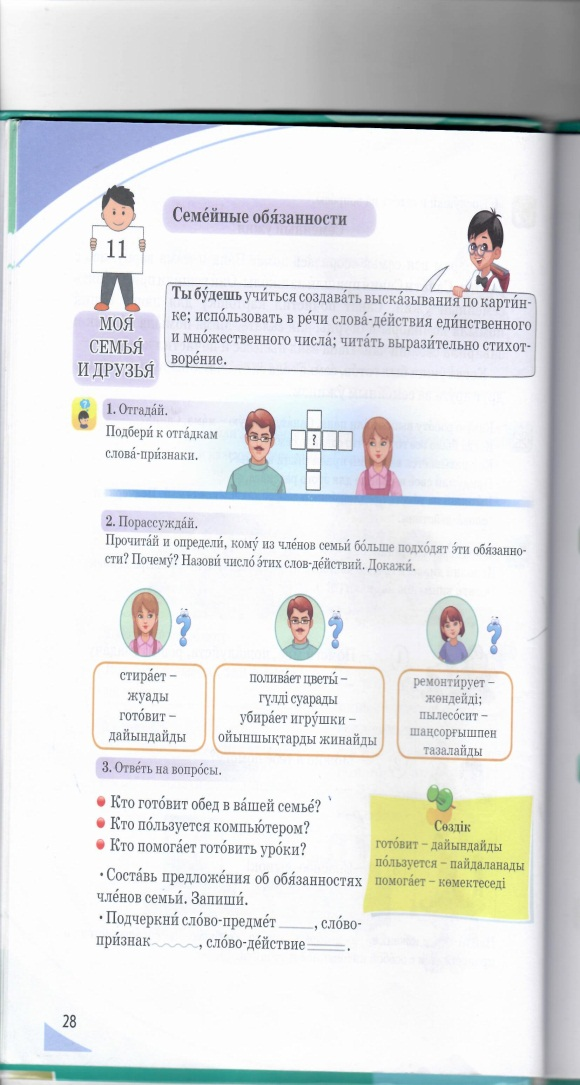 11
Семе́йные обя́занности
Ты бу́дешь учи́ться создава́ть выска́зывания по карти́н-
ке; испо́льзовать в ре́чи слова́-де́йствия еди́нственного
и мно́жественного числа́; чита́ть вырази́тельно стихот-
воре́ние.
МОЯ́
СЕМЬЯ́
И ДРУЗЬЯ́
1. Отгада́й.
Подбери́ к отга́дкам
слова́-при́знаки.
?
2. Порассужда́й.
Прочита́й и определи́, кому́ из чле́нов семьи́ бо́льше подхо́дят э́ти обя́занно-
сти? Почему́? Назови́ число́ э́тих слов-де́йствий. Докажи́.
?
?
?
стира́ет –
жуады
гото́вит –
дайындайды
полива́ет цветы́ –
гүлді суарады
убира́ет игру́шки –
ойыншықтарды жинайды
ремонти́рует –
жөндейді;
пылесо́сит –
шаңсорғышпен
тазалайды
3. Отве́ть на вопро́сы.
Кто гото́вит обед в ва́шей семье́?
Кто по́льзуется компью́тером?
Кто помога́ет гото́вить уро́ки?
• Соста́вь предложе́ния об обя́занностях
чле́нов семьи́. Запиши́.
• Подчеркни́ сло́во-предме́т _____, сло́во-
при́знак _____, сло́во-де́йствие _____.
Сөздік
гото́вит – дайындайды
по́льзуется – пайдаланады
помога́ет – көмектеседі
28